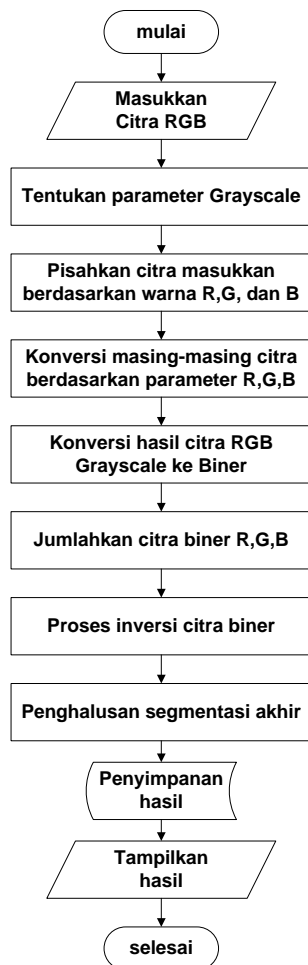 mulai
Masukkan
Citra RGB
Tentukan parameter Grayscale
Pisahkan citra masukkan
berdasarkan warna R,G, dan B
Konversi masing-masing citra
berdasarkan parameter R,G,B
Konversi hasil citra RGB
Grayscale ke Biner
Jumlahkan citra biner R,G,B
Proses inversi citra biner
Penghalusan segmentasi akhir
Penyimpanan
hasil
Tampilkan
hasil
selesai